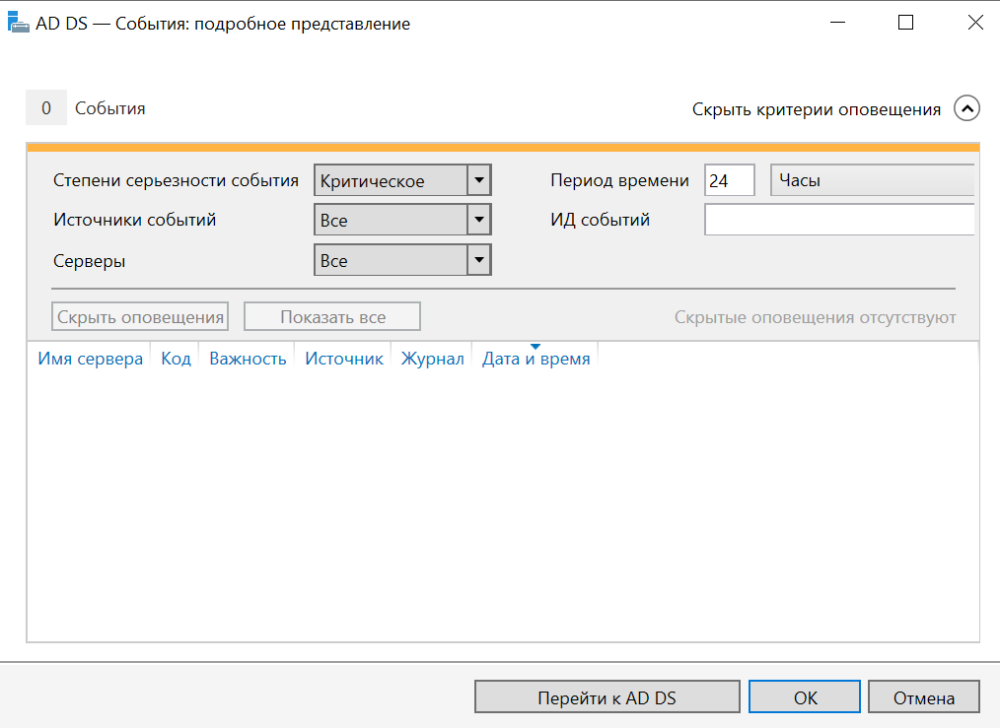 AD DS — События: подробное представление
0 События Скрыть критерии оповещения
Степени серьезности события Критическое Период времени 24 Часы
Источники событий Все ИД событий
Серверы Все
Скрыть оповещения Показать все Скрытые оповещения отсутствуют
Имя сервера Код Важность Источник Журнал Дата и время
Перейти к AD DS ОК Отмена